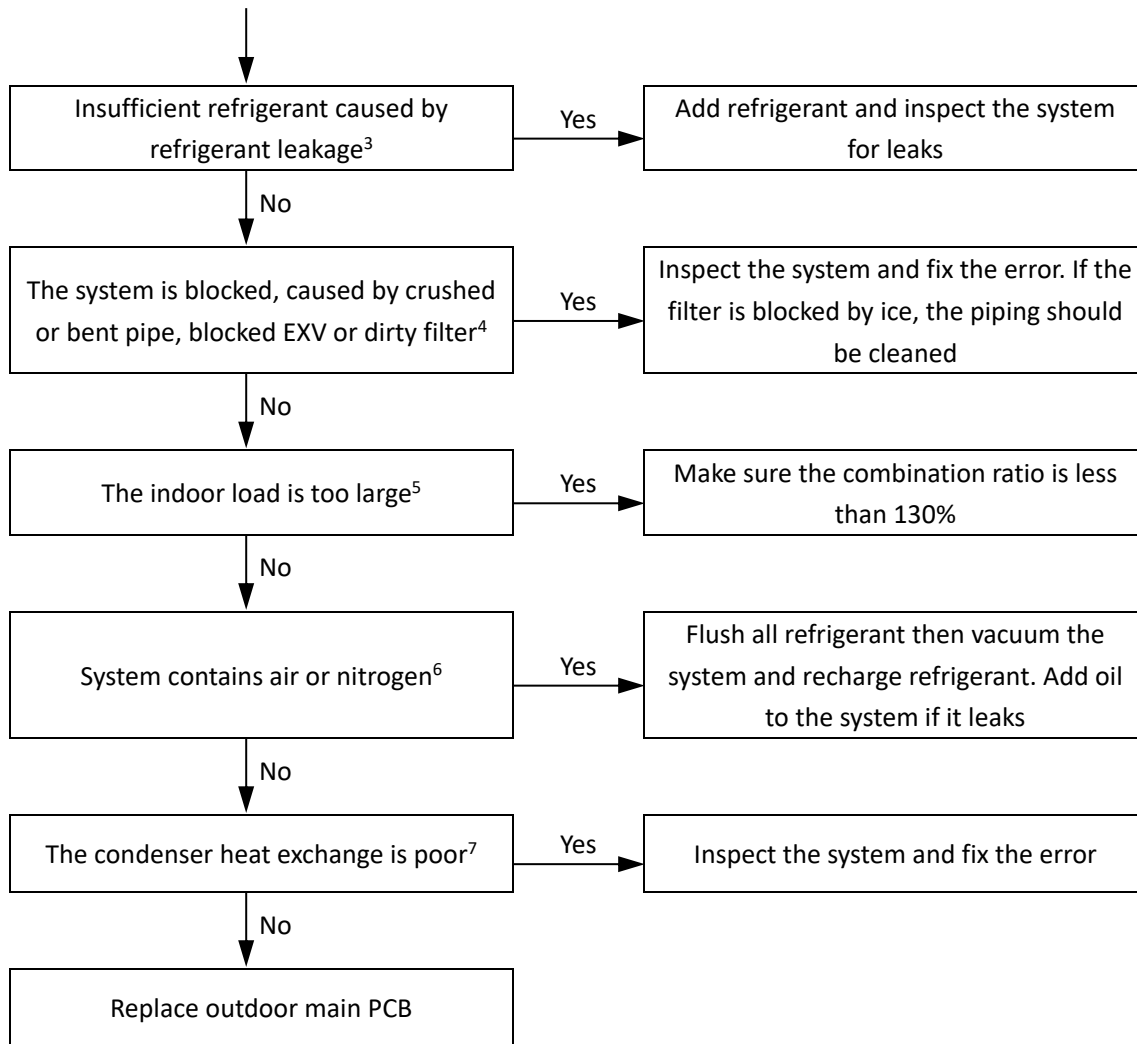 Insufficient refrigerant caused by
refrigerant leakage³
Yes
Add refrigerant and inspect the system
for leaks
No
The system is blocked, caused by crushed
or bent pipe, blocked EXV or dirty filter⁴
Yes
Inspect the system and fix the error. If the
filter is blocked by ice, the piping should
be cleaned
No
The indoor load is too large⁵
Yes
Make sure the combination ratio is less
than 130%
No
System contains air or nitrogen⁶
Yes
Flush all refrigerant then vacuum the
system and recharge refrigerant. Add oil
to the system if it leaks
No
The condenser heat exchange is poor⁷
Yes
Inspect the system and fix the error
No
Replace outdoor main PCB